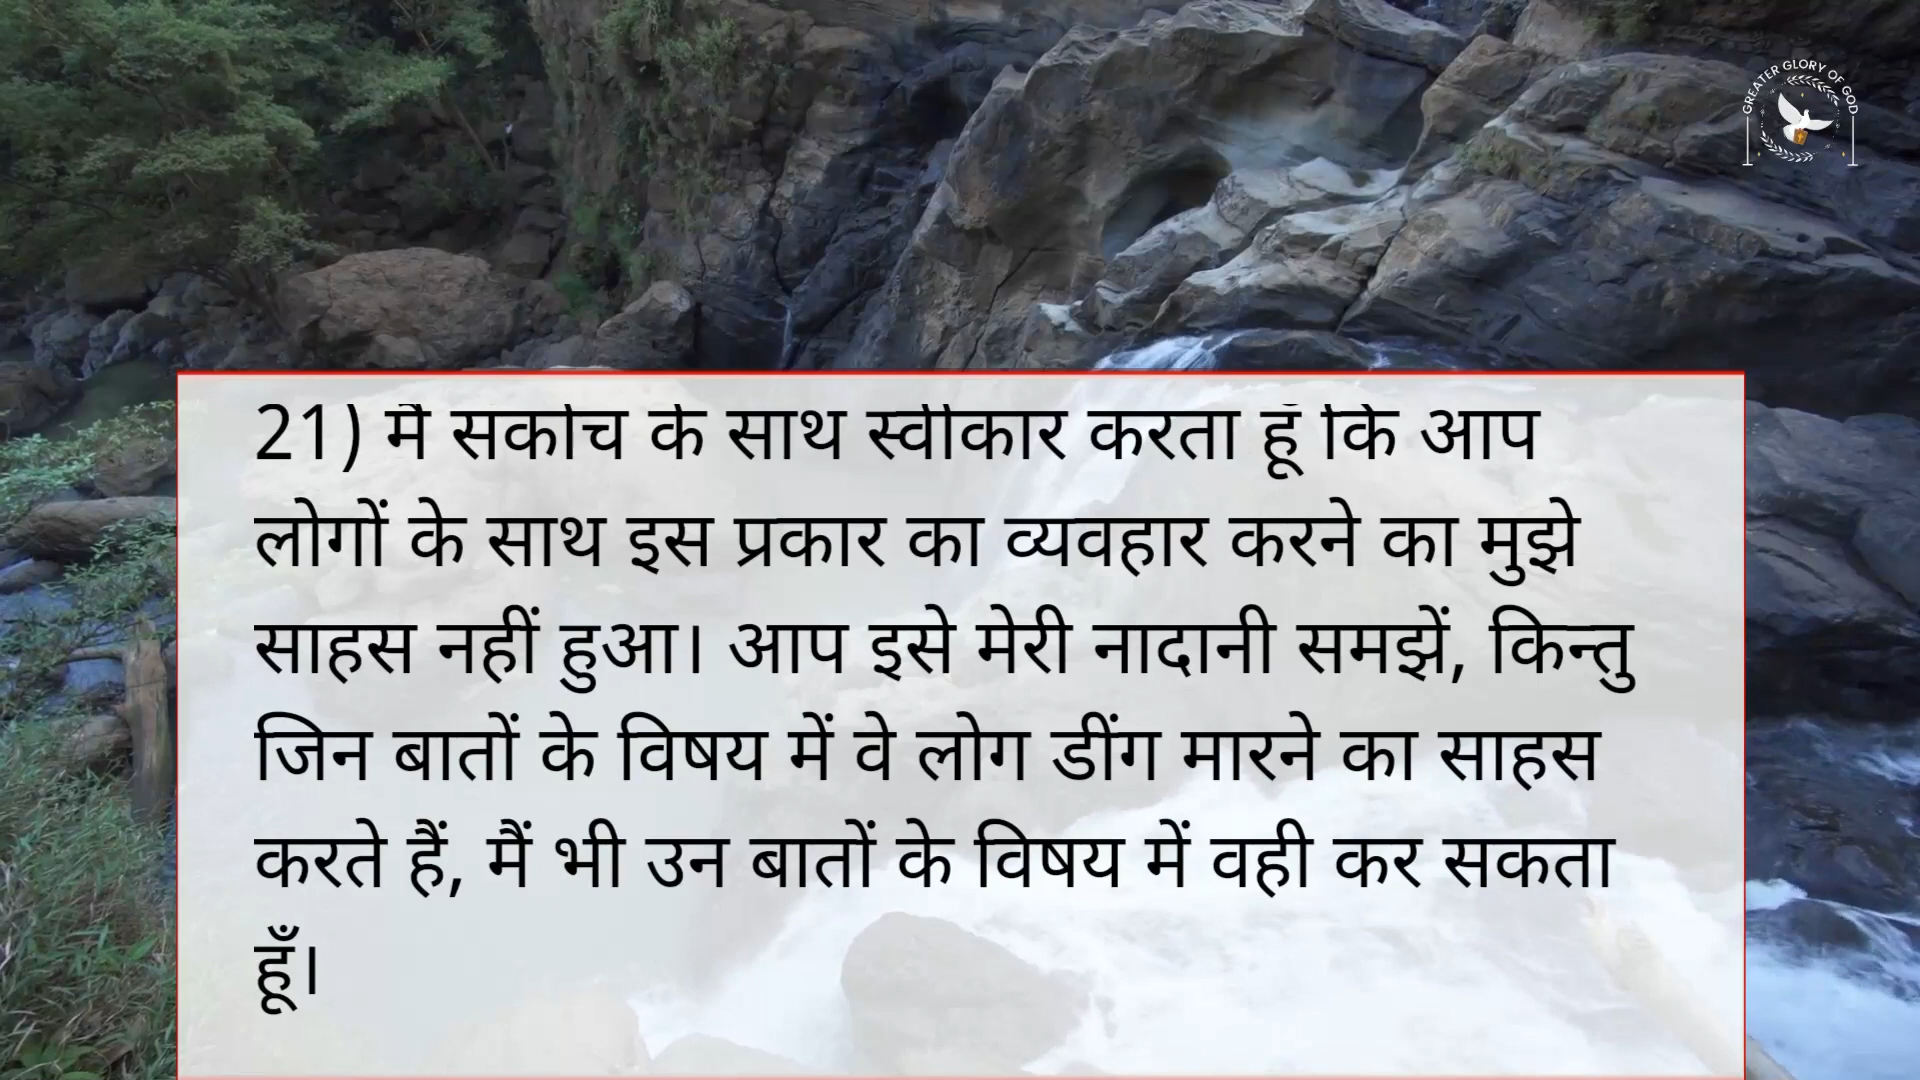 GREATER GLORY OF GOD
21) मैं संकोच के साथ स्वीकार करता हूँ कि आप
लोगों के साथ इस प्रकार का व्यवहार करने का मुझे
साहस नहीं हुआ। आप इसे मेरी नादानी समझें, किन्तु
जिन बातों के विषय में वे लोग डींग मारने का साहस
करते हैं, मैं भी उन बातों के विषय में वही कर सकता
हूँ।